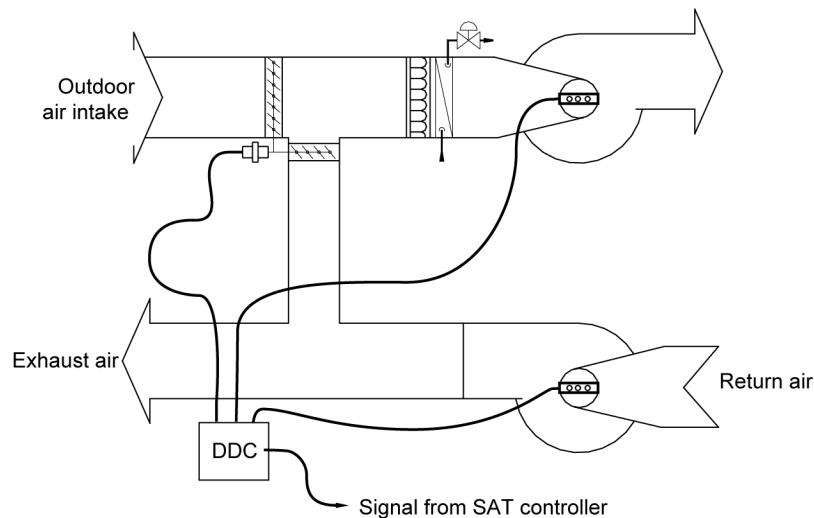 Outdoor
air intake
Exhaust air
Return air
DDC
Signal from SAT controller